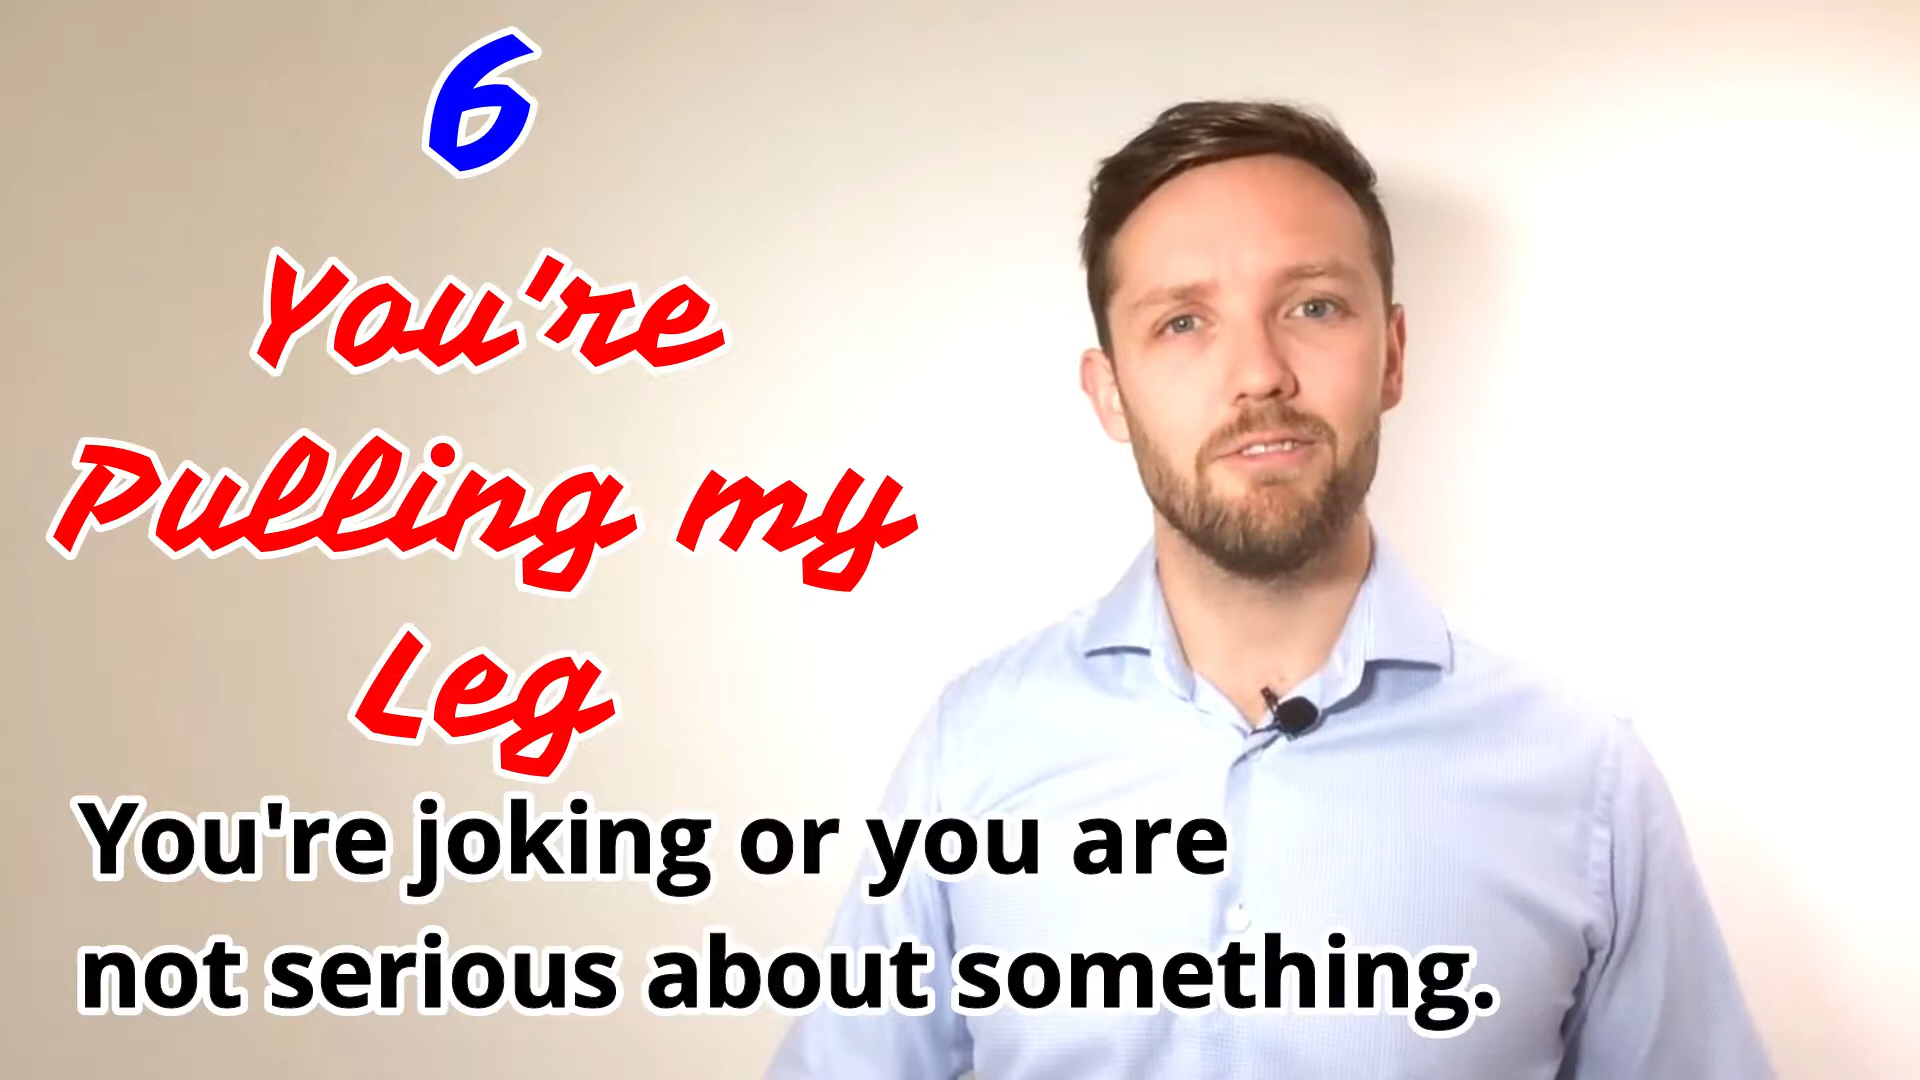 6
You're
Pulling my
Leg
You're joking or you are
not serious about something.